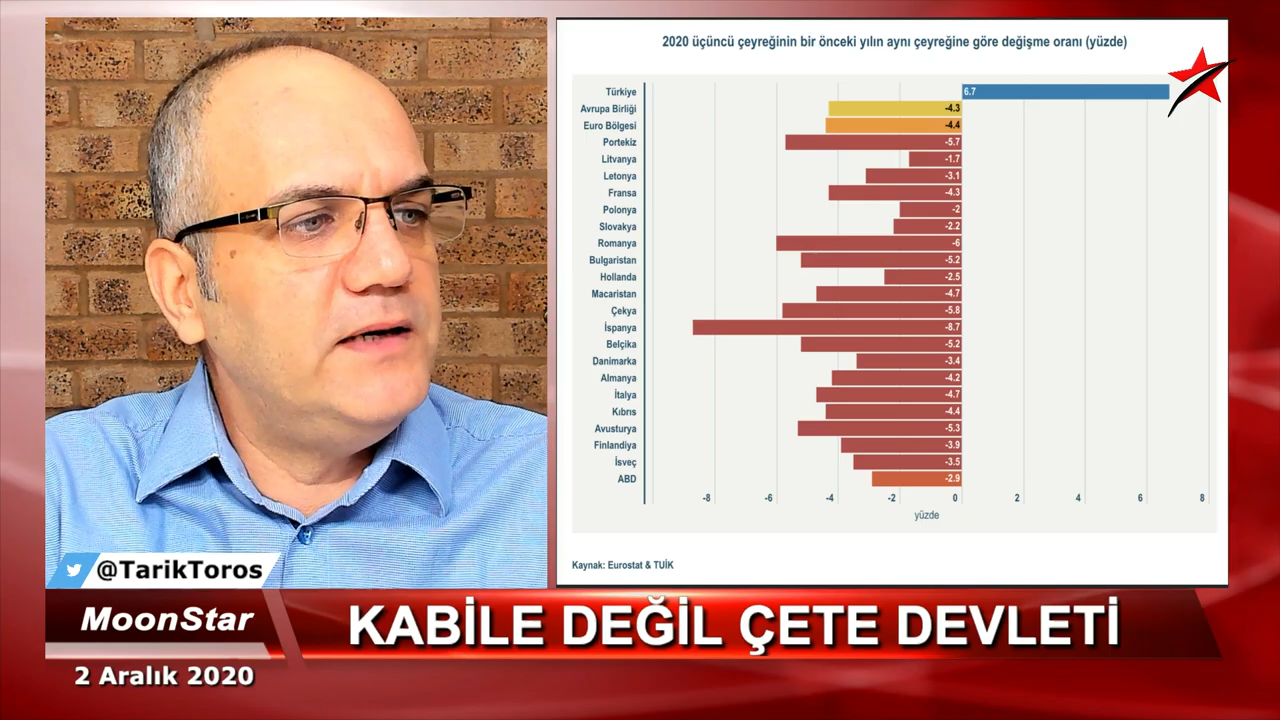 2020 üçüncü çeyreğinin bir önceki yılın aynı çeyreğine göre değişme oranı (yüzde)
Türkiye 6.7
Avrupa Birliği -4.3
Euro Bölgesi -4.4
Portekiz -5.7
Litvanya -1.7
Letonya -3.1
Fransa -4.3
Polonya -2
Slovakya -2.2
Romanya -6
Bulgaristan -5.2
Hollanda -2.5
Macaristan -4.7
Çekya -5.8
İspanya -8.7
Belçika -5.2
Danimarka -3.4
Almanya -4.2
İtalya -4.7
Kıbrıs -4.4
Avusturya -5.3
Finlandiya -3.9
İsveç -3.5
ABD -2.9
-8 -6 -4 -2 0 2 4 6 8
yüzde
Kaynak: Eurostat & TUİK
@TarikToros
MoonStar
KABİLE DEĞİL ÇETE DEVLETİ
2 Aralık 2020